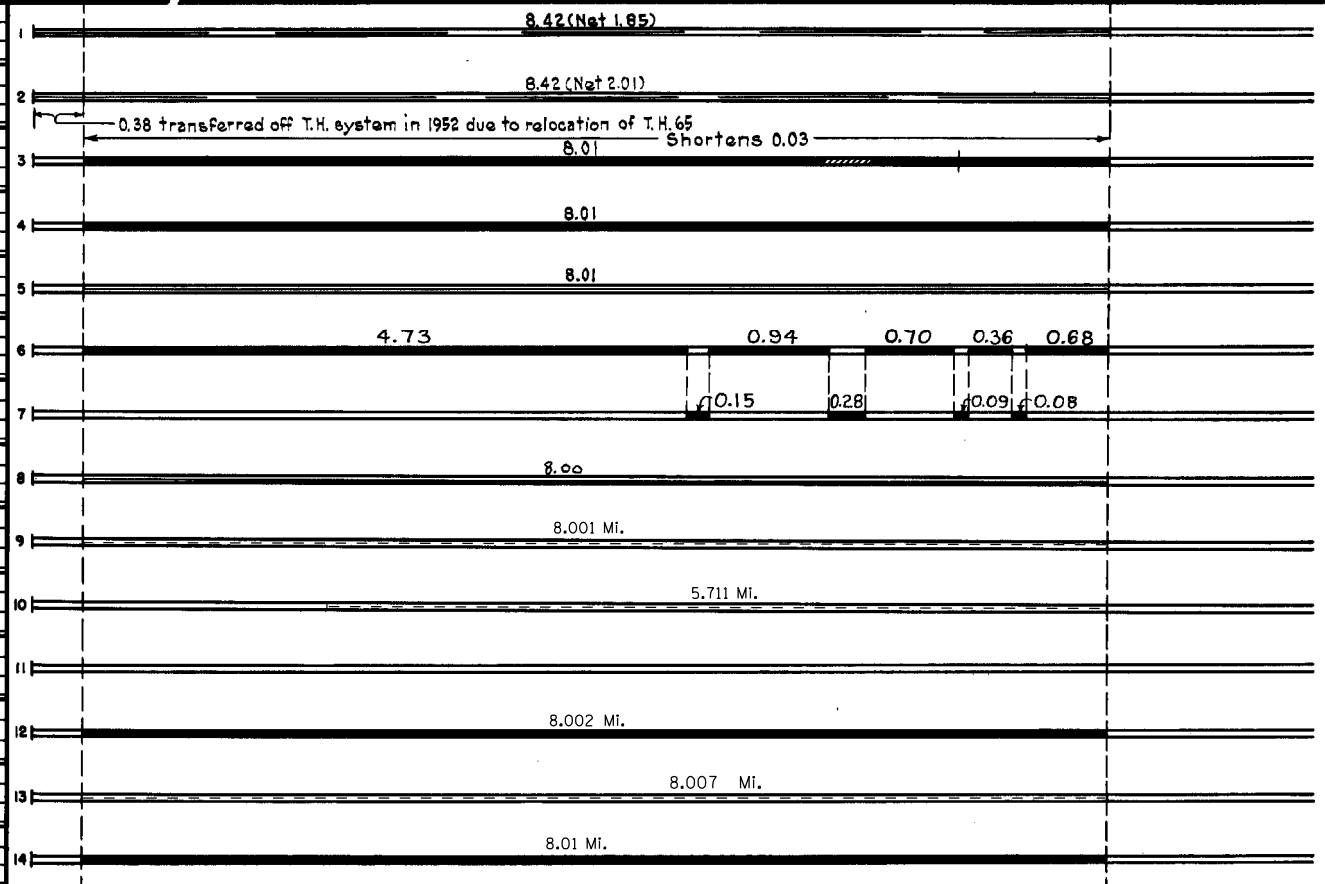 8.42 (Net 1.85)
1
8.42 (Net 2.01)
2
0.38 transferred off T.H. system in 1952 due to relocation of T.H. 65
Shortens 0.03
8.01
3
8.01
4
8.01
5
4.73 0.94 0.70 0.36 0.68
6
0.15 0.28 0.09 0.08
7
8.00
8
8.001 Mi.
9
5.711 Mi.
10
11
8.002 Mi.
12
8.007 Mi.
13
8.01 Mi.
14